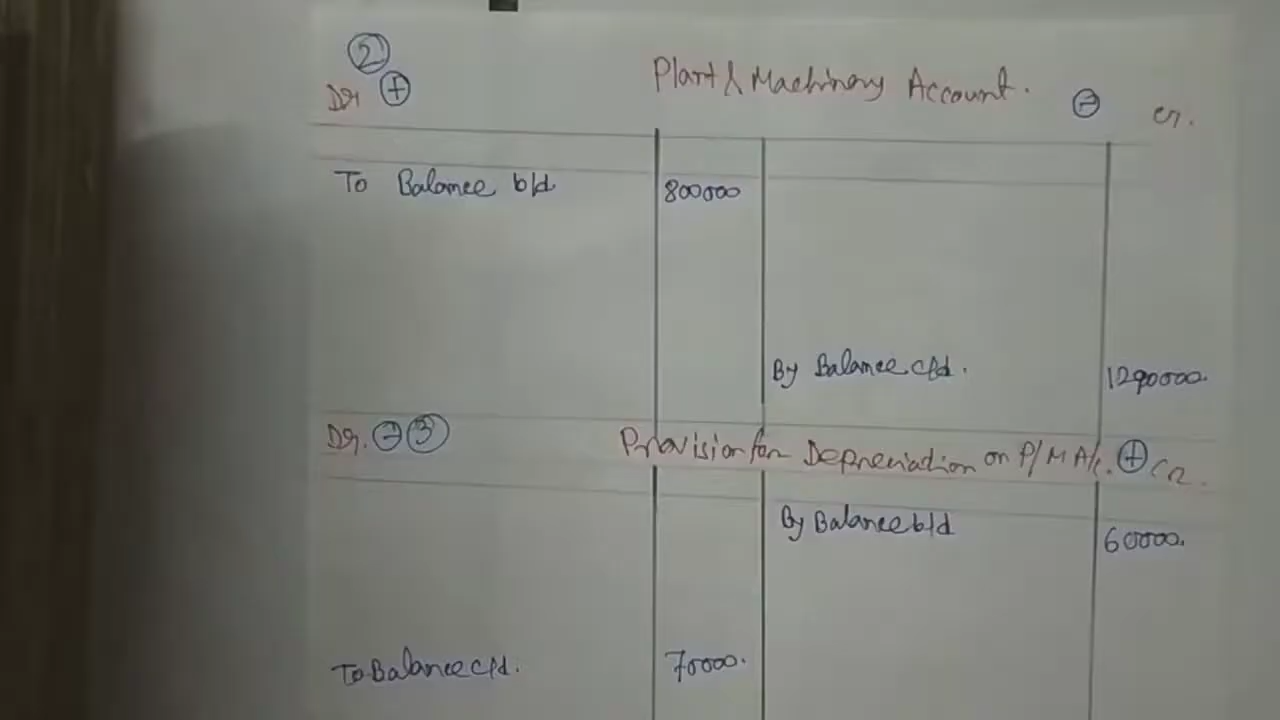 ②
Dr ⊕ Plant & Machinery Account. ⊖ Cr.
To Balance b/d 800000
By Balance c/d. 1290000.
Dr. ⊖ ③ Provision for Depreciation on P/M A/c. ⊕ Cr.
By Balance b/d 60000.
To Balance c/d. 70000.